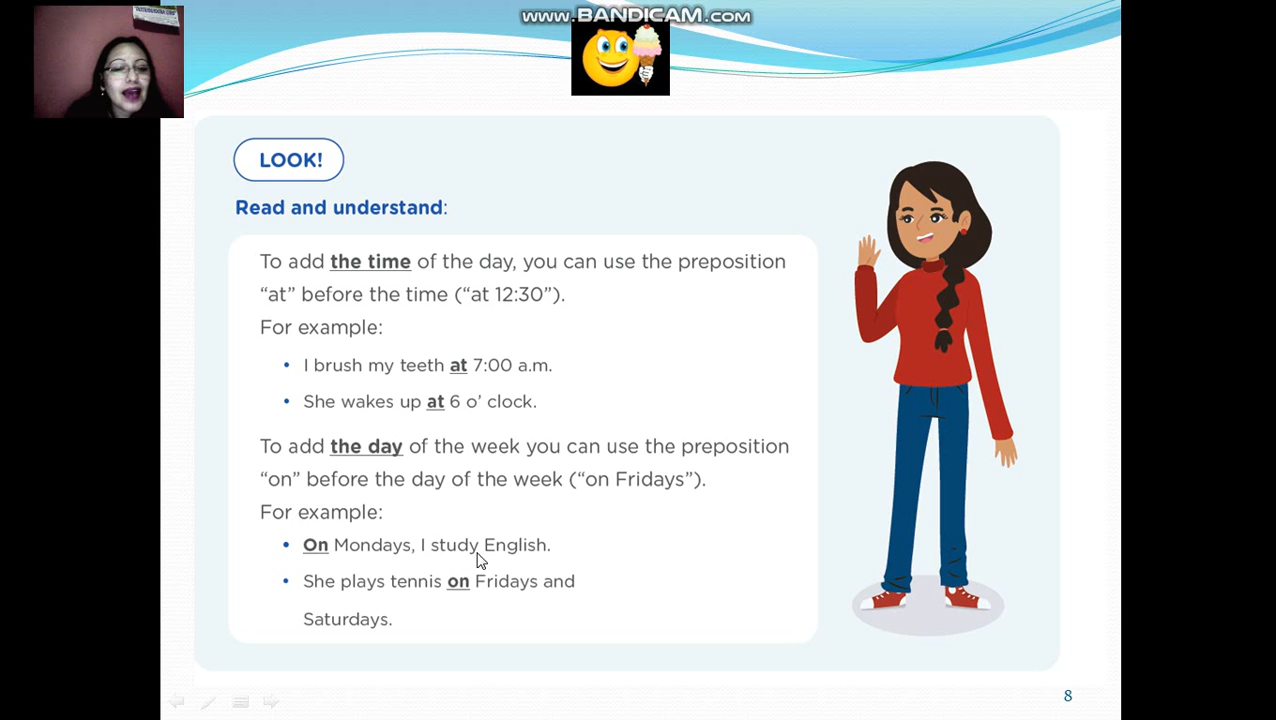 www.BANDICAM.com
LOOK!
Read and understand:
To add the time of the day, you can use the preposition
“at” before the time (“at 12:30”).
For example:
• I brush my teeth at 7:00 a.m.
• She wakes up at 6 o’ clock.
To add the day of the week you can use the preposition
“on” before the day of the week (“on Fridays”).
For example:
• On Mondays, I study English.
• She plays tennis on Fridays and
Saturdays.
8